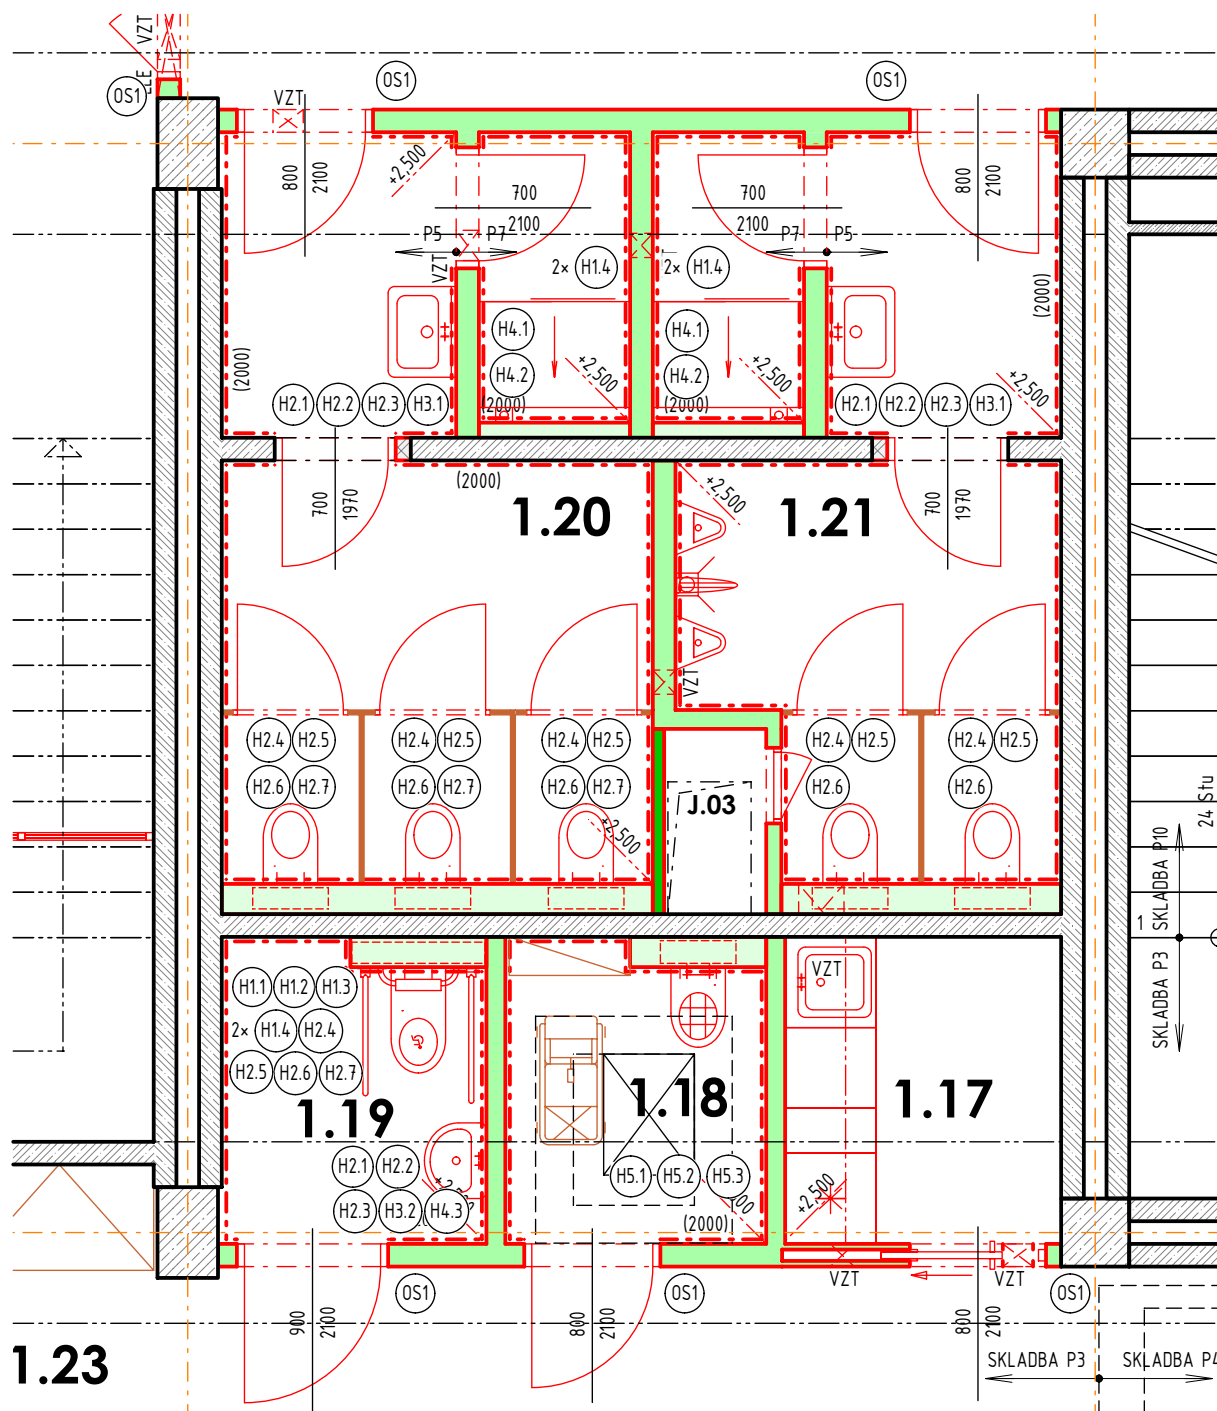 VZT
ELE
OS1
VZT
OS1
OS1
800
2100
+2,500
700
2100
P5
P7
VZT
2× H1.4
2× H1.4
700
2100
P7
P5
800
2100
(2000)
(2000)
H4.1
H4.2
+2,500
(2000)
H4.1
H4.2
+2,500
(2000)
+2,500
H2.1 H2.2 H2.3 H3.1
H2.1 H2.2 H2.3 H3.1
700
1970
(2000)
1.20
+2,500
1.21
700
1970
VZT
H2.4 H2.5
H2.6 H2.7
H2.4 H2.5
H2.6 H2.7
H2.4 H2.5
H2.6 H2.7
+2,500
J.03
H2.4 H2.5
H2.6
H2.4 H2.5
H2.6
24 Stu
SKLADBA P10
1
SKLADBA P3
VZT
H1.1 H1.2 H1.3
2× H1.4 H2.4
H2.5 H2.6 H2.7
1.19
1.18
1.17
H2.1 H2.2
H2.3 H3.2 H4.3
H5.1 H5.2 H5.3
(2000)
+2,500
OS1
OS1
VZT
VZT
OS1
900
2100
800
2100
800
2100
1.23
SKLADBA P3
SKLADBA P4